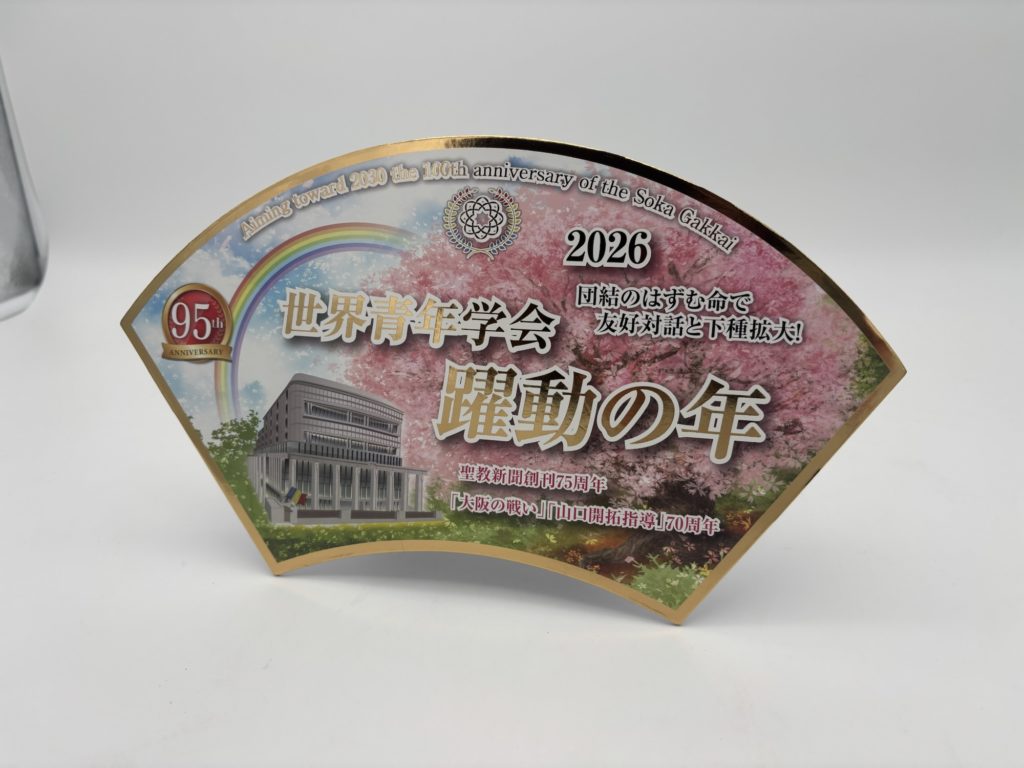 Aiming toward 2030 the 100th anniversary of the Soka Gakkai
2026
95th
ANNIVERSARY
団結のはずむ命で
友好対話と下種拡大!
世界青年学会
躍動の年
聖教新聞創刊75周年
「大阪の戦い」「山口開拓指導」70周年